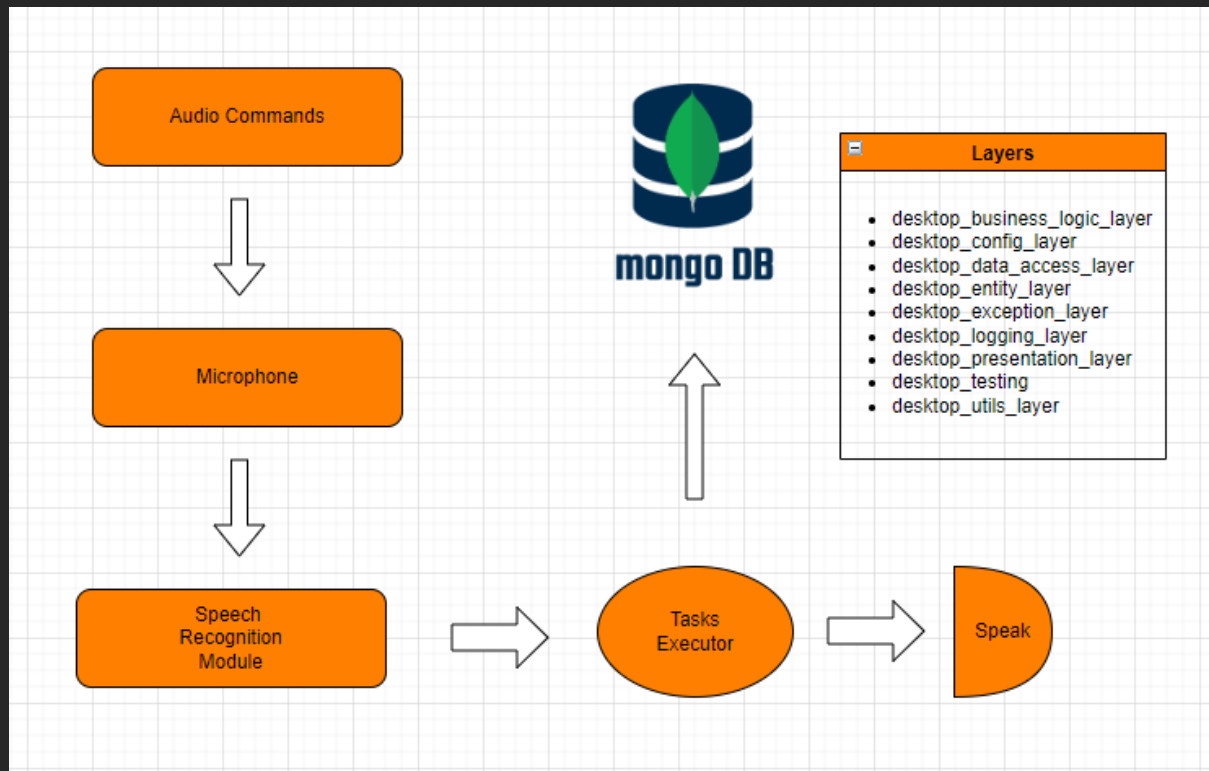 Audio Commands
Microphone
Speech
Recognition
Module
mongo DB
Tasks
Executor
Speak
Layers
desktop_business_logic_layer
desktop_config_layer
desktop_data_access_layer
desktop_entity_layer
desktop_exception_layer
desktop_logging_layer
desktop_presentation_layer
desktop_testing
desktop_utils_layer